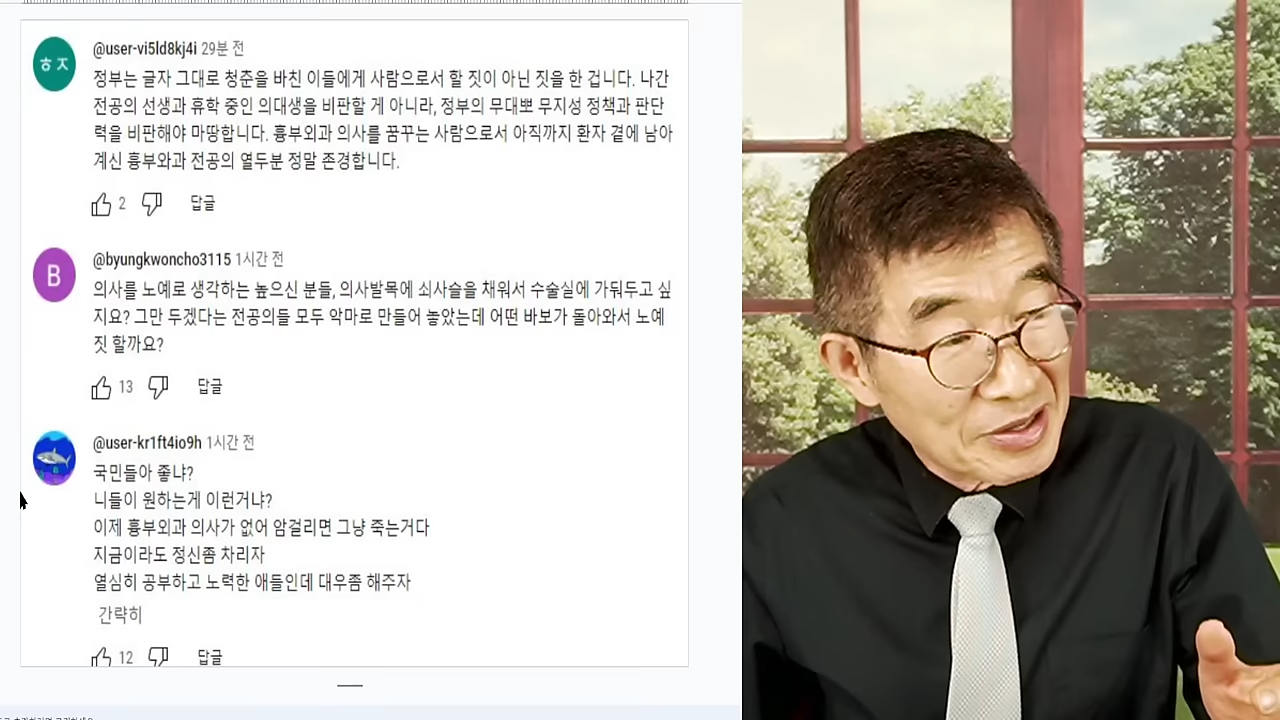 ㅎㅈ
@user-vi5ld8kj4i 29분 전
정부는 글자 그대로 청춘을 바친 이들에게 사람으로서 할 짓이 아닌 짓을 한 겁니다. 나간
전공의 선생과 휴학 중인 의대생을 비판할 게 아니라, 정부의 무대뽀 무지성 정책과 판단
력을 비판해야 마땅합니다. 흉부외과 의사를 꿈꾸는 사람으로서 아직까지 환자 곁에 남아
계신 흉부와과 전공의 열두분 정말 존경합니다.
2 답글
B
@byungkwoncho3115 1시간 전
의사를 노예로 생각하는 높으신 분들, 의사발목에 쇠사슬을 채워서 수술실에 가둬두고 싶
지요? 그만 두겠다는 전공의들 모두 악마로 만들어 놓았는데 어떤 바보가 돌아와서 노예
짓 할까요?
13 답글
@user-kr1ft4io9h 1시간 전
국민들아 좋냐?
니들이 원하는게 이런거냐?
이제 흉부외과 의사가 없어 암걸리면 그냥 죽는거다
지금이라도 정신좀 차리자
열심히 공부하고 노력한 애들인데 대우좀 해주자
간략히
12 답글